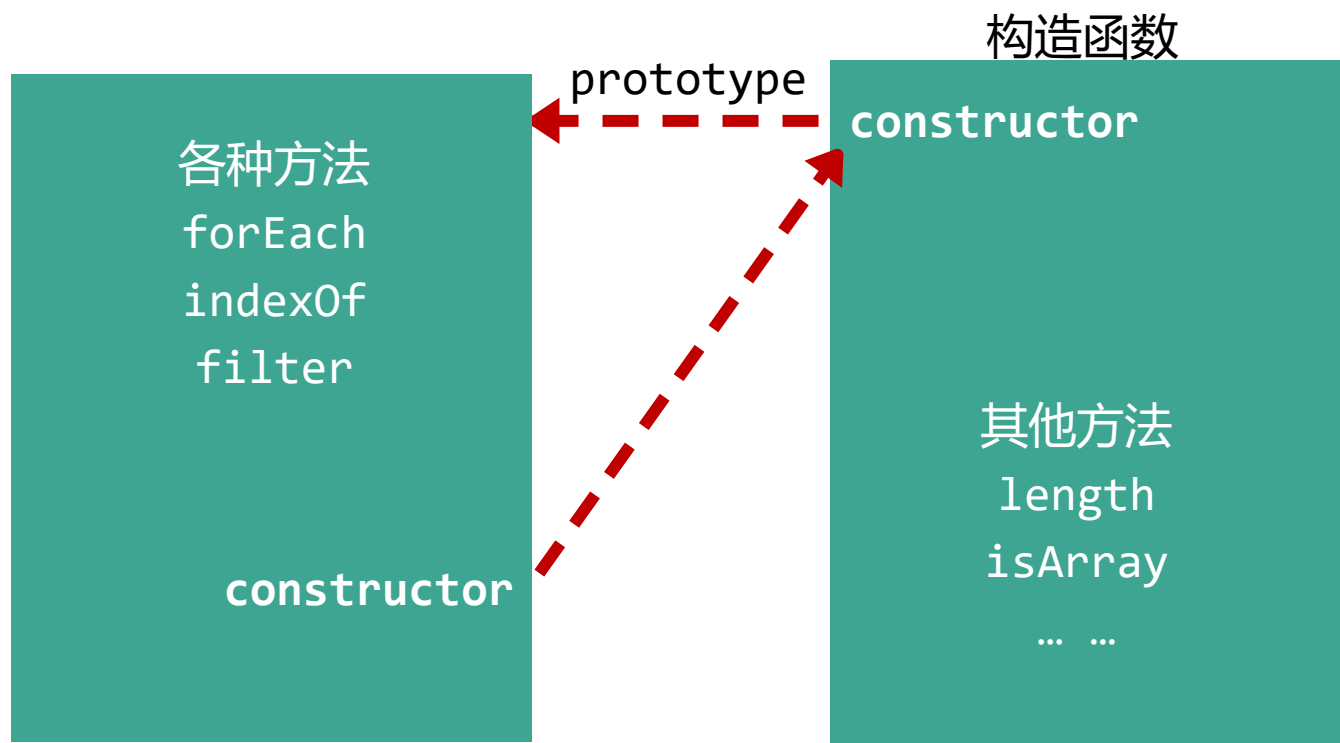 构造函数
prototype
constructor
各种方法
forEach
indexOf
filter
constructor
其他方法
length
isArray
… …